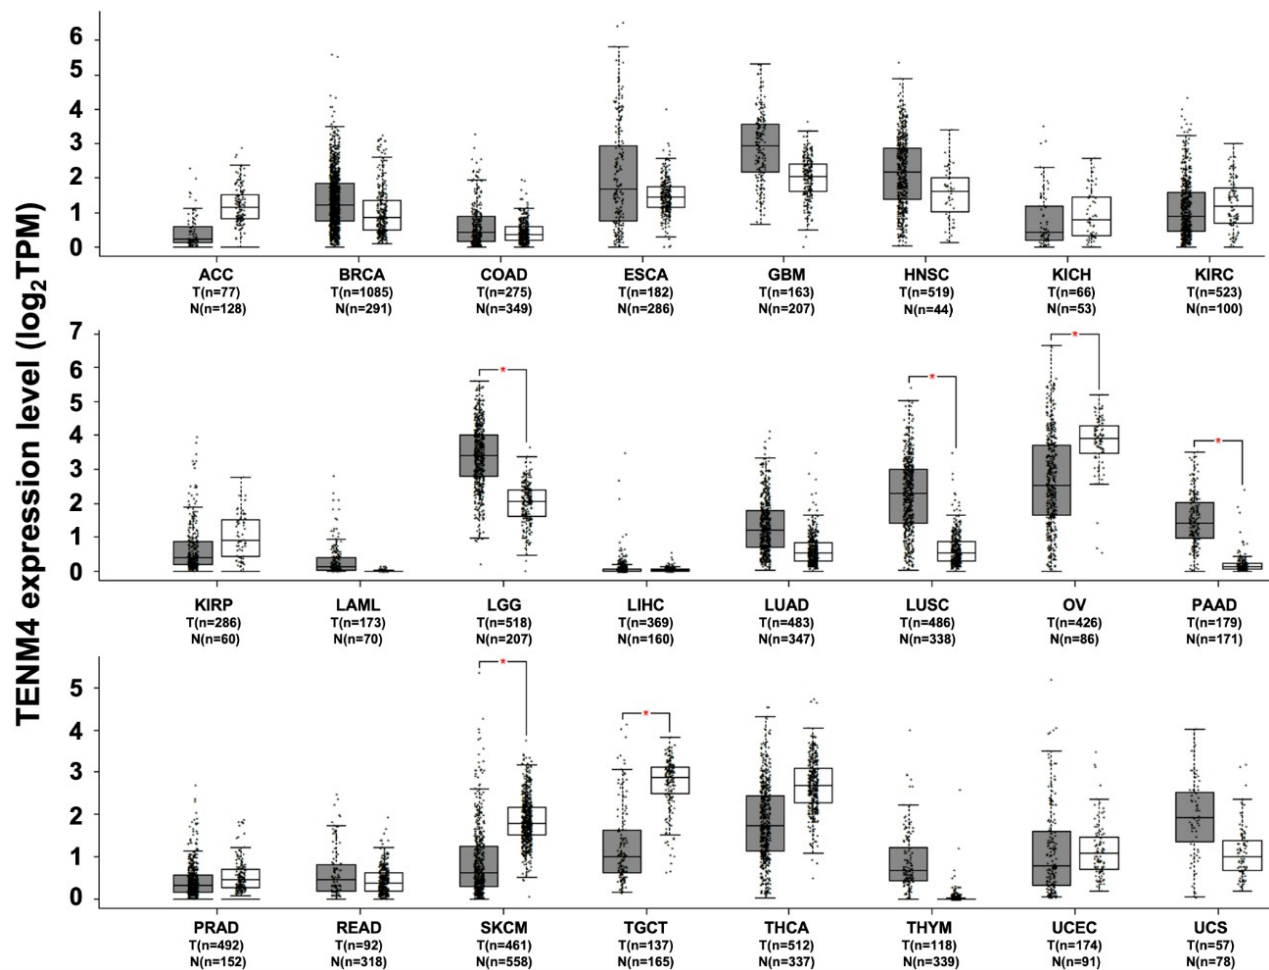 TENM4 expression level (log2TPM)
6
5
4
3
2
1
0
ACC BRCA COAD ESCA GBM HNSC KICH KIRC
T(n=77) T(n=1085) T(n=275) T(n=182) T(n=163) T(n=519) T(n=66) T(n=523)
N(n=128) N(n=291) N(n=349) N(n=286) N(n=207) N(n=44) N(n=53) N(n=100)
7
6
5
4
3
2
1
0
* * * *
KIRP LAML LGG LIHC LUAD LUSC OV PAAD
T(n=286) T(n=173) T(n=518) T(n=369) T(n=483) T(n=486) T(n=426) T(n=179)
N(n=60) N(n=70) N(n=207) N(n=160) N(n=347) N(n=338) N(n=86) N(n=171)
5
4
3
2
1
0
* *
PRAD READ SKCM TGCT THCA THYM UCEC UCS
T(n=492) T(n=92) T(n=461) T(n=137) T(n=512) T(n=118) T(n=174) T(n=57)
N(n=152) N(n=318) N(n=558) N(n=165) N(n=337) N(n=339) N(n=91) N(n=78)